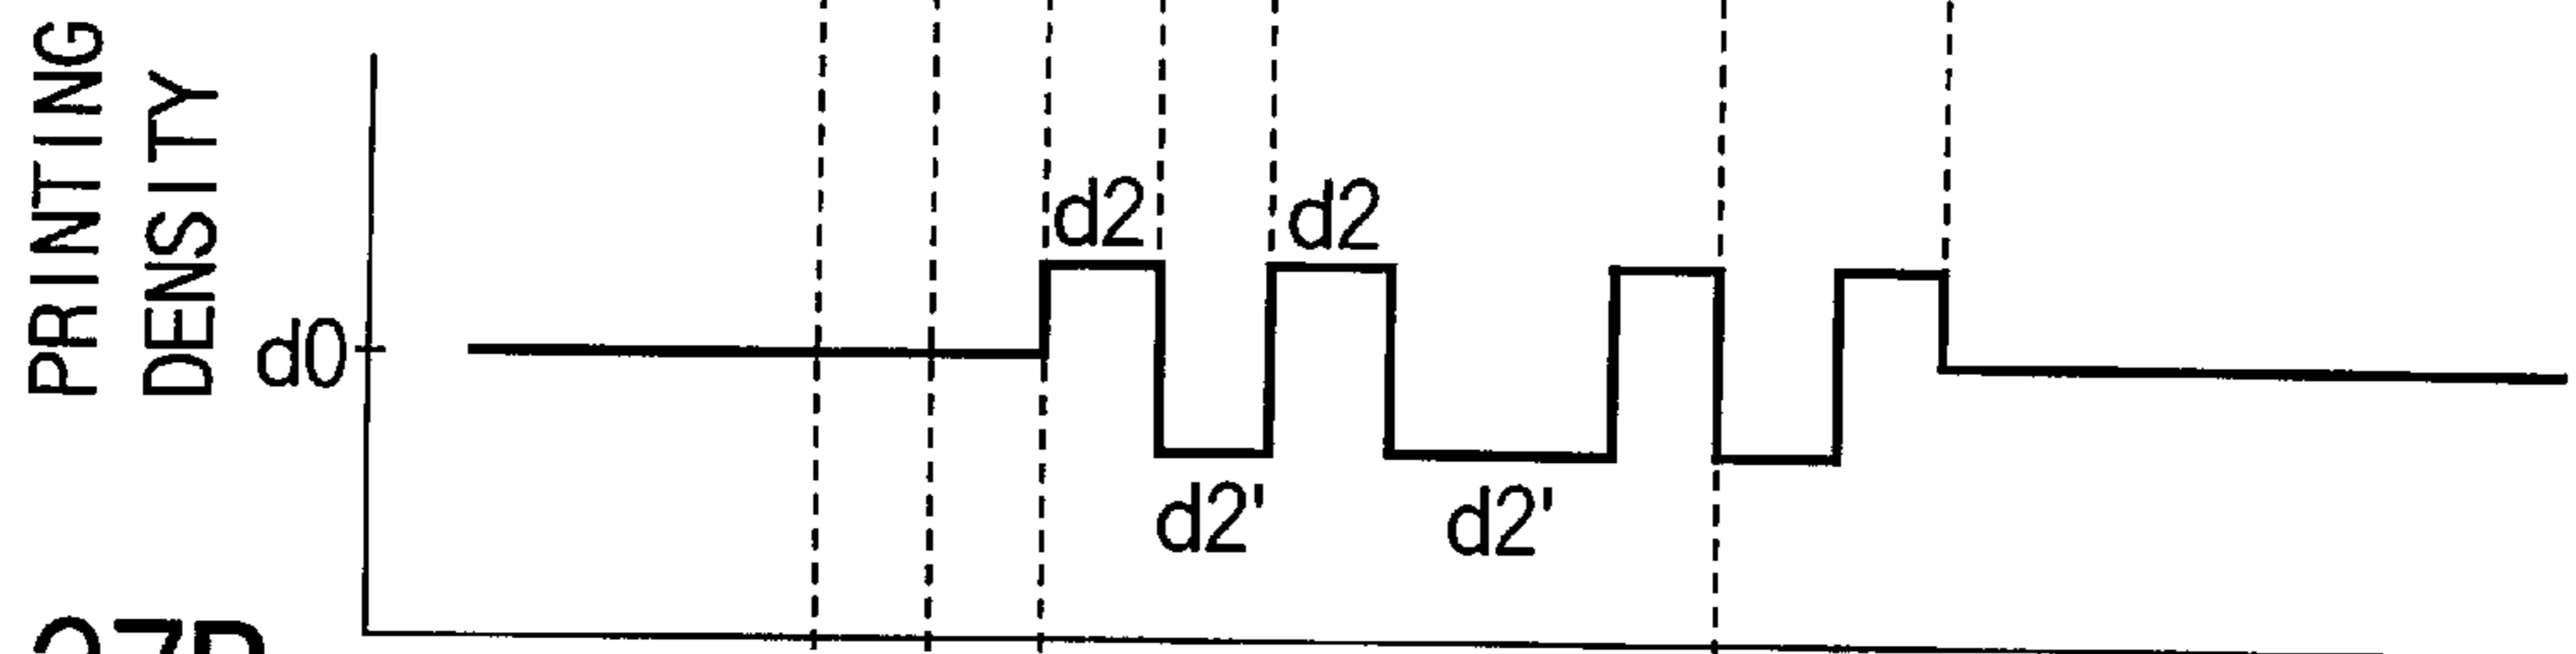 PRINTING
DENSITY
d2 d2
d0
d2' d2'